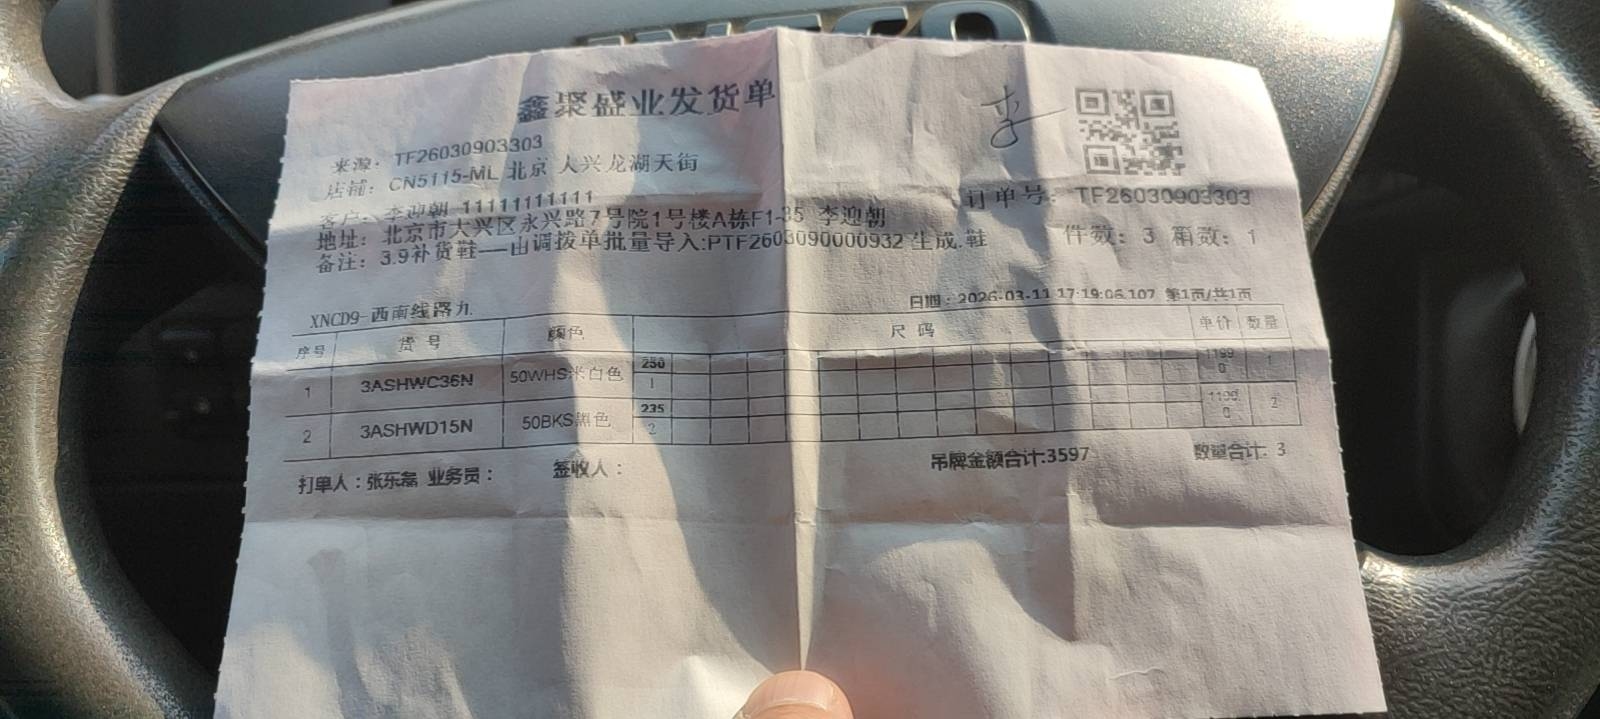 鑫聚盛业发货单
李
来源: TF26030903303
店铺: CN5115-ML 北京 大兴龙湖天街
客户: 李迎朝 11111111111
订单号: TF26030903303
地址: 北京市大兴区永兴路7号院1号楼A栋F1-35 李迎朝
件数: 3 箱数: 1
备注: 3.9补货鞋——由调拨单批量导入:PTF2603090000932 生成.鞋
XNCD9-西南线路九
日期:2026-03-11 17:19:06.107 第1页/共1页
序号 货号 颜色 尺码 单价 数量
1 3ASHWC36N 50WHS米白色 250 1 1199.0 1
2 3ASHWD15N 50BKS黑色 235 2 1199.0 2
打单人:张东磊 业务员: 签收人: 吊牌金额合计:3597 数量合计: 3